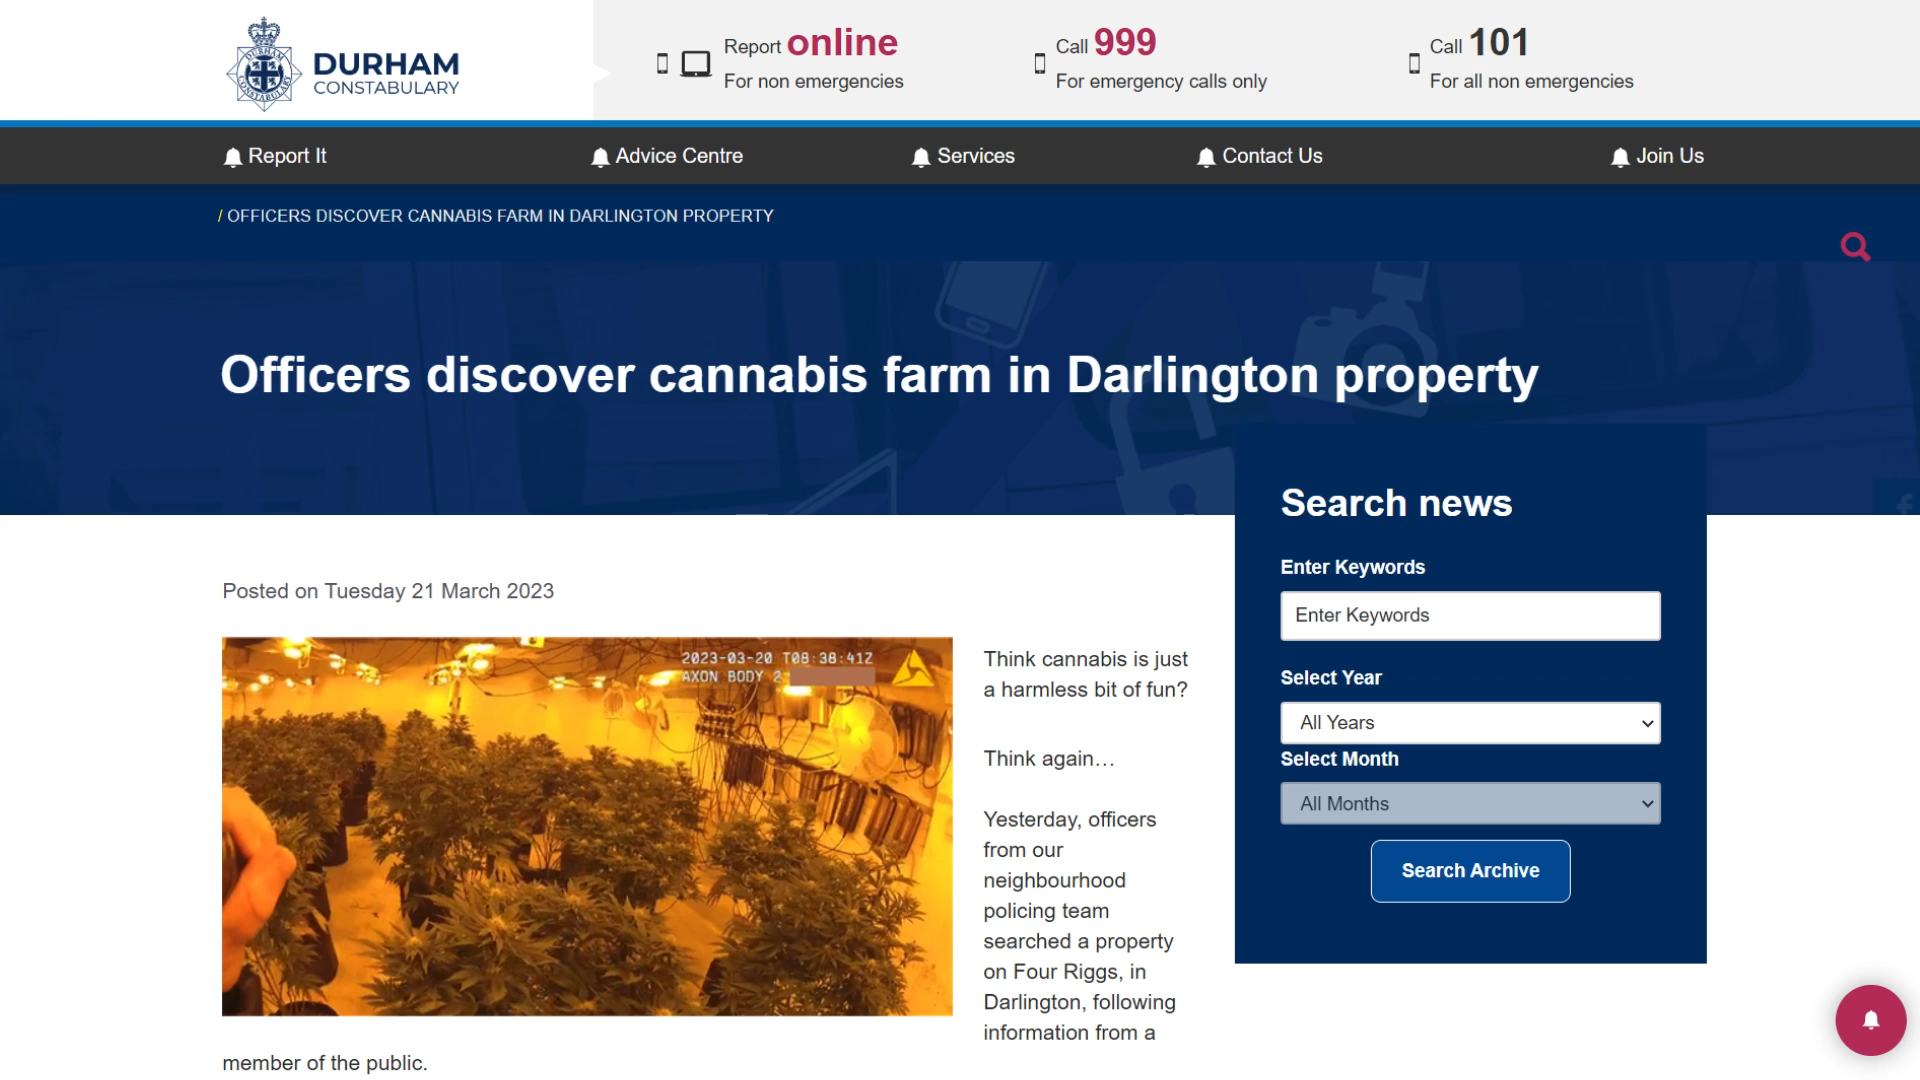 DURHAM
CONSTABULARY
Report online
For non emergencies
Call 999
For emergency calls only
Call 101
For all non emergencies
Report It
Advice Centre
Services
Contact Us
Join Us
/ OFFICERS DISCOVER CANNABIS FARM IN DARLINGTON PROPERTY
Officers discover cannabis farm in Darlington property
Posted on Tuesday 21 March 2023
2023-03-20 T08:38:41Z
AXON BODY 2
Think cannabis is just
a harmless bit of fun?
Think again…
Yesterday, officers
from our
neighbourhood
policing team
searched a property
on Four Riggs, in
Darlington, following
information from a
member of the public.
Search news
Enter Keywords
Enter Keywords
Select Year
All Years
Select Month
All Months
Search Archive